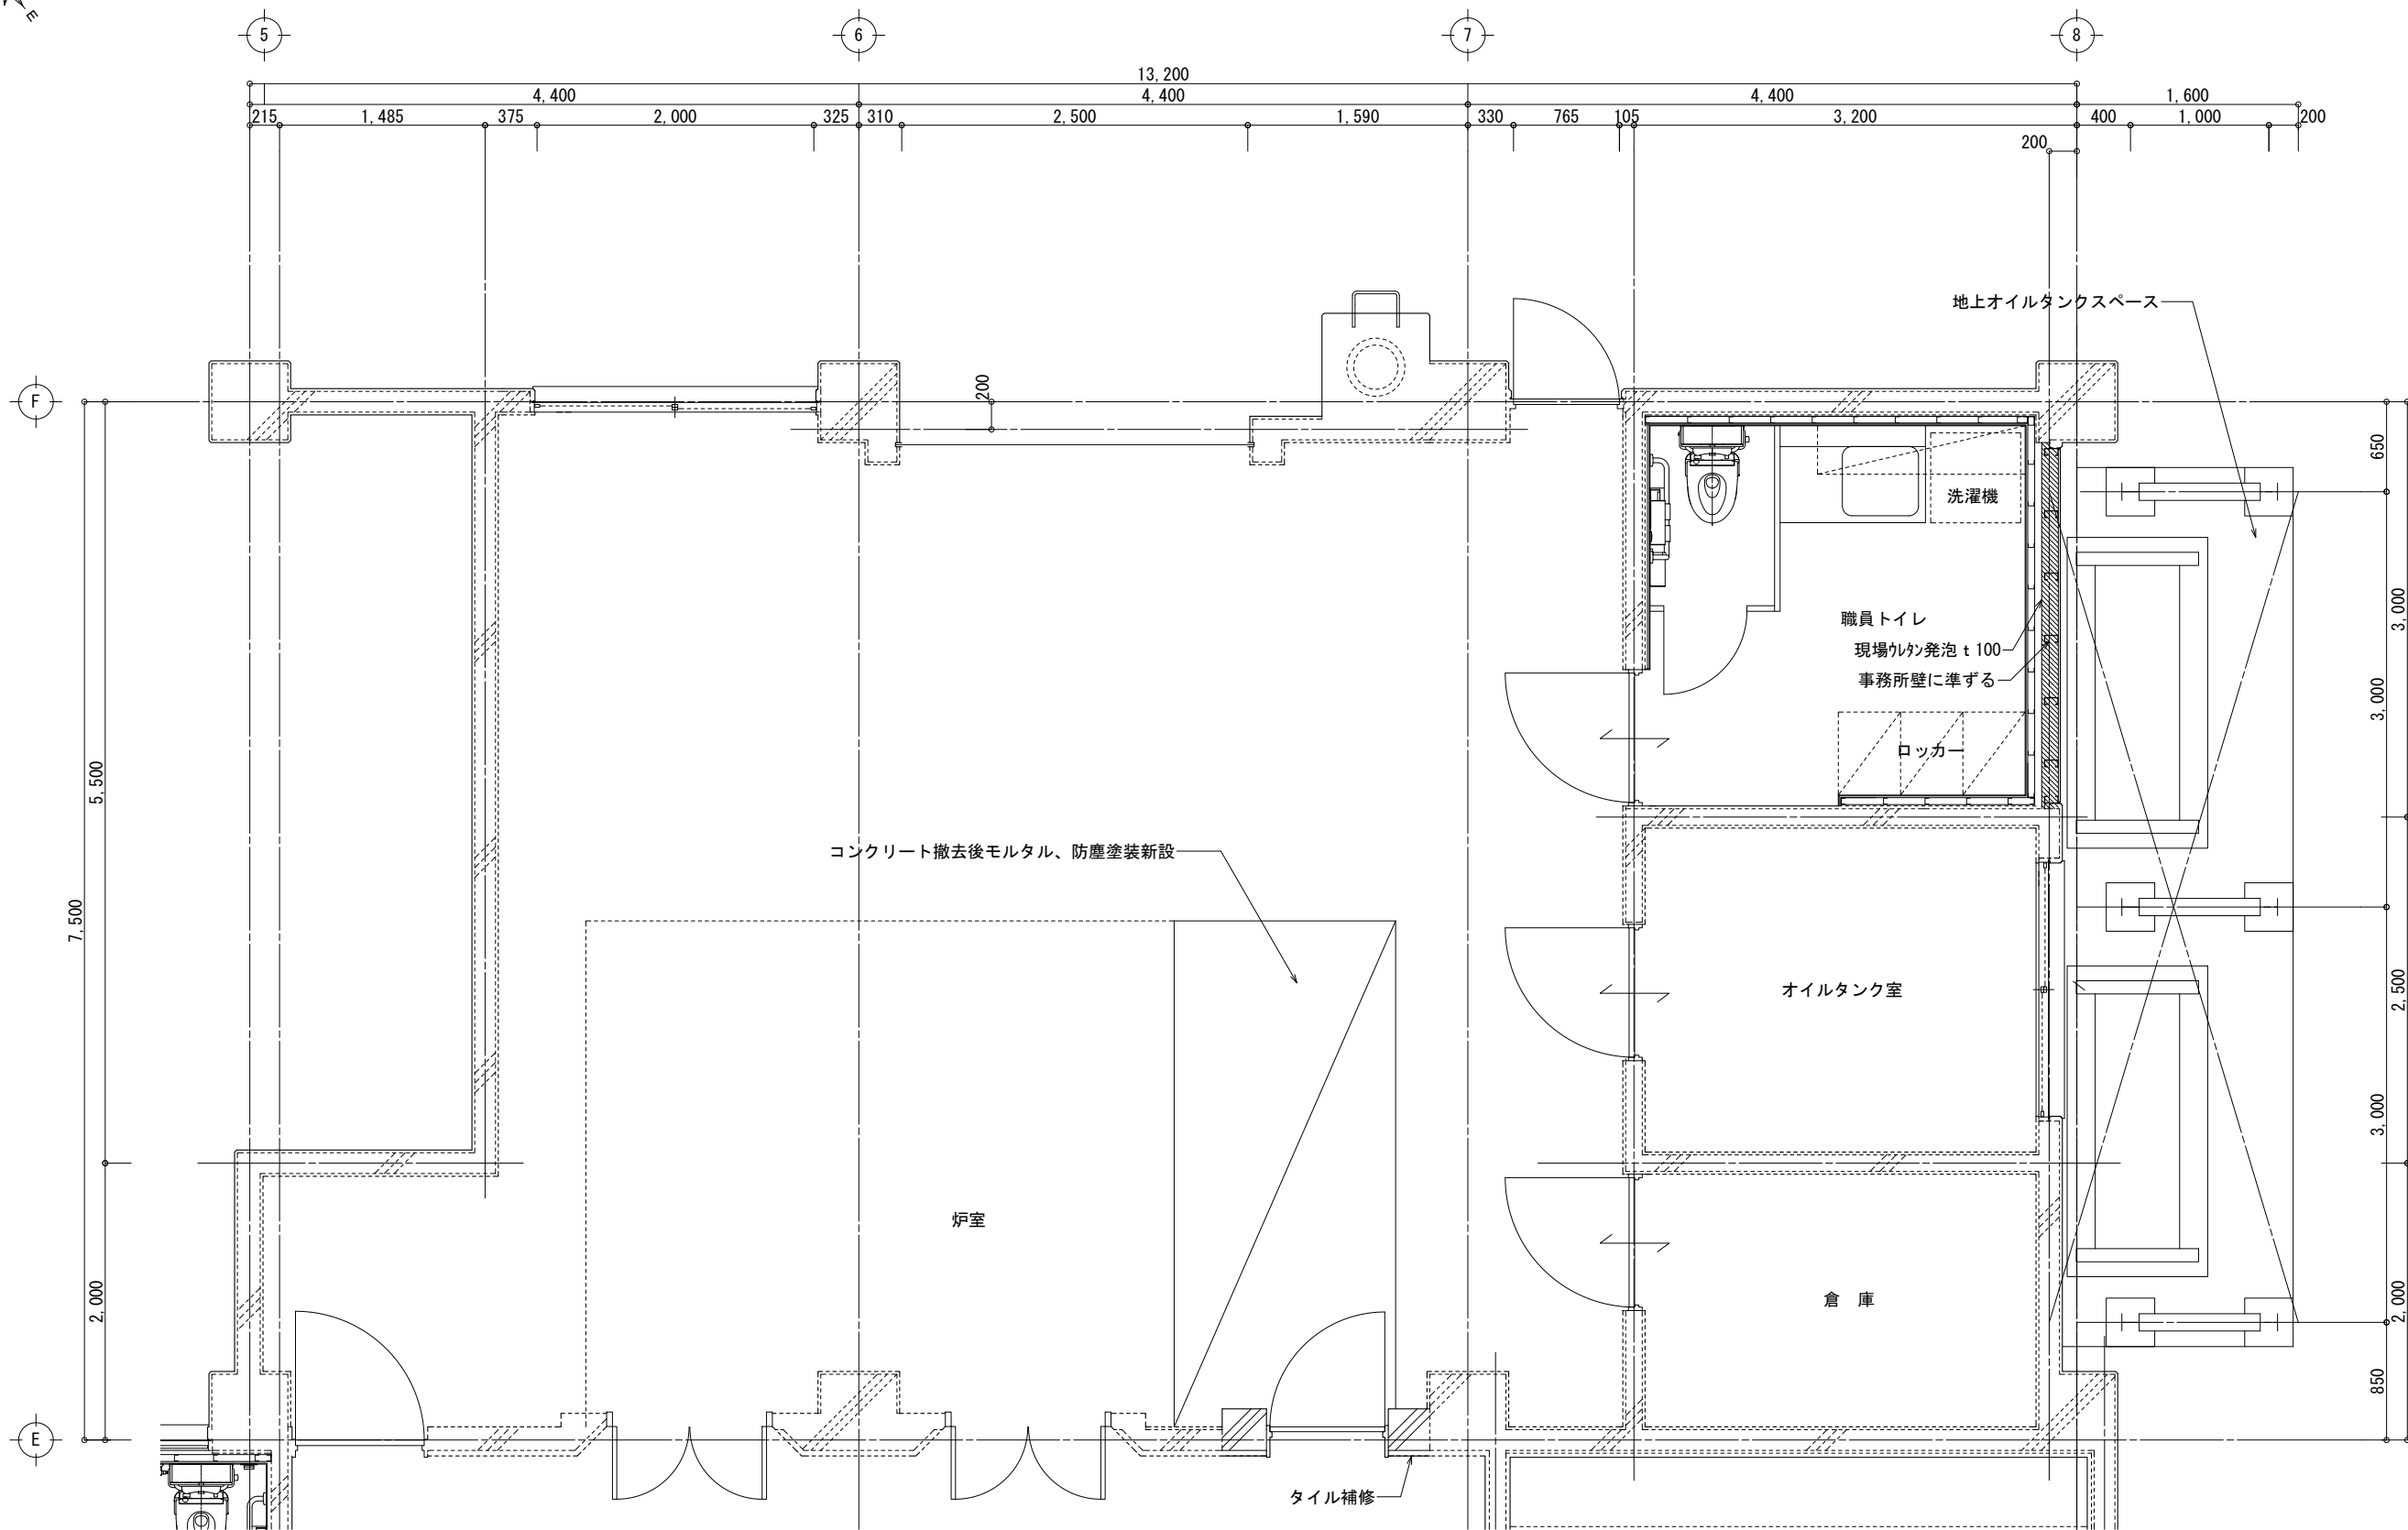 E
5
6
7
8
13,200
4,400
4,400
4,400
1,600
215
1,485
375
2,000
325
310
2,500
1,590
330
765
105
3,200
400
1,000
200
200
地上オイルタンクスペース
F
200
650
洗濯機
3,000
職員トイレ
現場ウレタン発泡 t 100
事務所壁に準ずる
3,000
ロッカー
5,500
コンクリート撤去後モルタル、防塵塗装新設
7,500
オイルタンク室
2,500
3,000
炉室
2,000
倉 庫
2,000
850
E
タイル補修